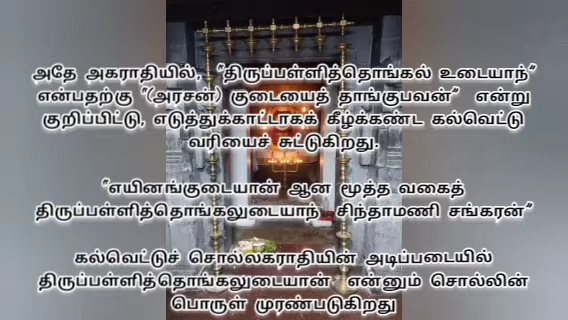 அதே அகராதியில், "திருப்பள்ளித்தொங்கல் உடையாந்"
என்பதற்கு "(அரசன்) குடையைத் தாங்குபவன்" என்று
குறிப்பிட்டு, எடுத்துக்காட்டாகக் கீழ்க்கண்ட கல்வெட்டு
வரியைச் சுட்டுகிறது.
"எயினங்குடையான் ஆன மூத்த வகைத்
திருப்பள்ளித்தொங்கலுடையாந் சிந்தாமணி சங்கரன்"
கல்வெட்டுச் சொல்லகராதியின் அடிப்படையில்
திருப்பள்ளித்தொங்கலுடையான் என்னும் சொல்லின்
பொருள் முரண்படுகிறது